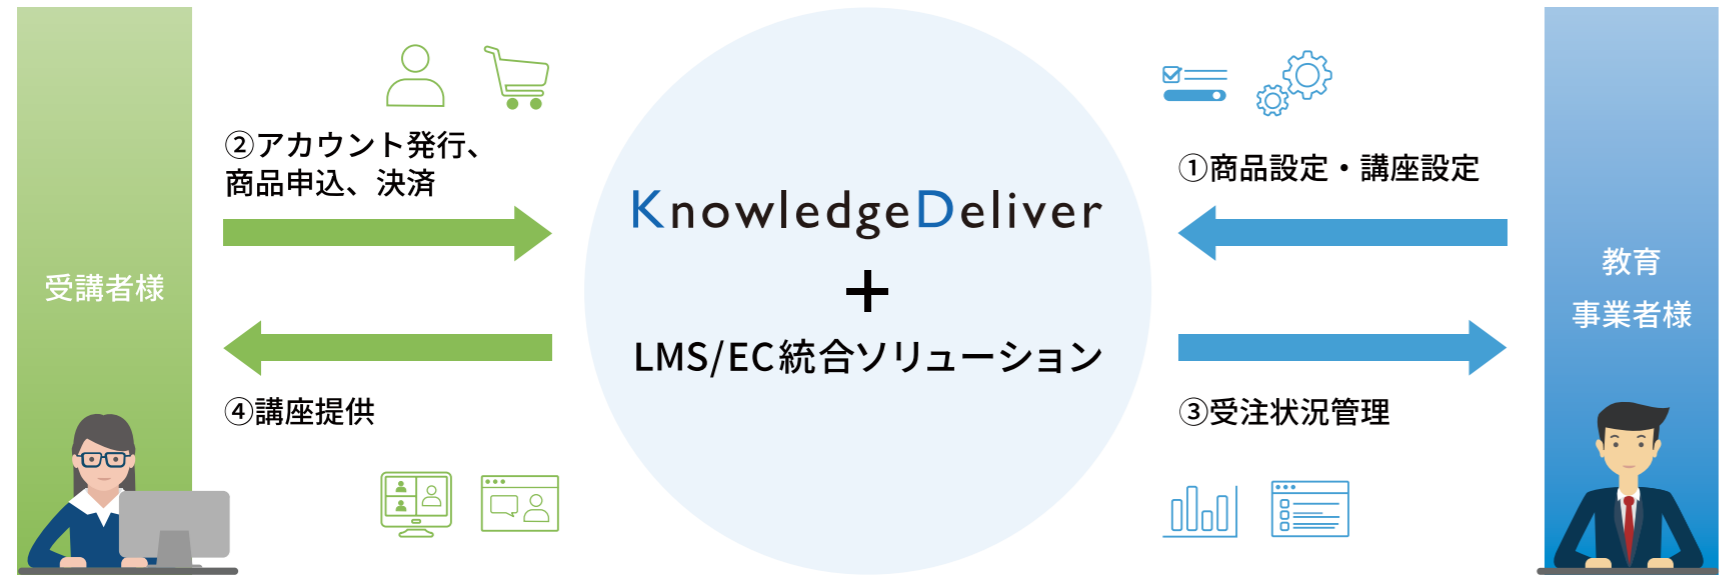 受講者様
②アカウント発行、
商品申込、決済
④講座提供
KnowledgeDeliver
+
LMS/EC統合ソリューション
①商品設定・講座設定
③受注状況管理
教育
事業者様